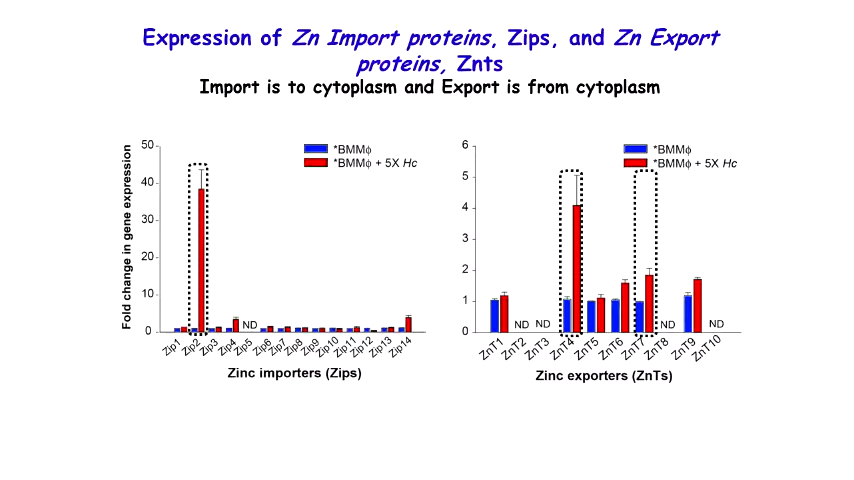 Expression of Zn Import proteins, Zips, and Zn Export
proteins, Znts
Import is to cytoplasm and Export is from cytoplasm
50
40
30
20
10
0
Fold change in gene expression
*BMMϕ
*BMMϕ + 5X Hc
ND
Zip1
Zip2
Zip3
Zip4
Zip5
Zip6
Zip7
Zip8
Zip9
Zip10
Zip11
Zip12
Zip13
Zip14
Zinc importers (Zips)
6
5
4
3
2
1
0
*BMMϕ
*BMMϕ + 5X Hc
ND
ND
ND
ND
ZnT1
ZnT2
ZnT3
ZnT4
ZnT5
ZnT6
ZnT7
ZnT8
ZnT9
ZnT10
Zinc exporters (ZnTs)